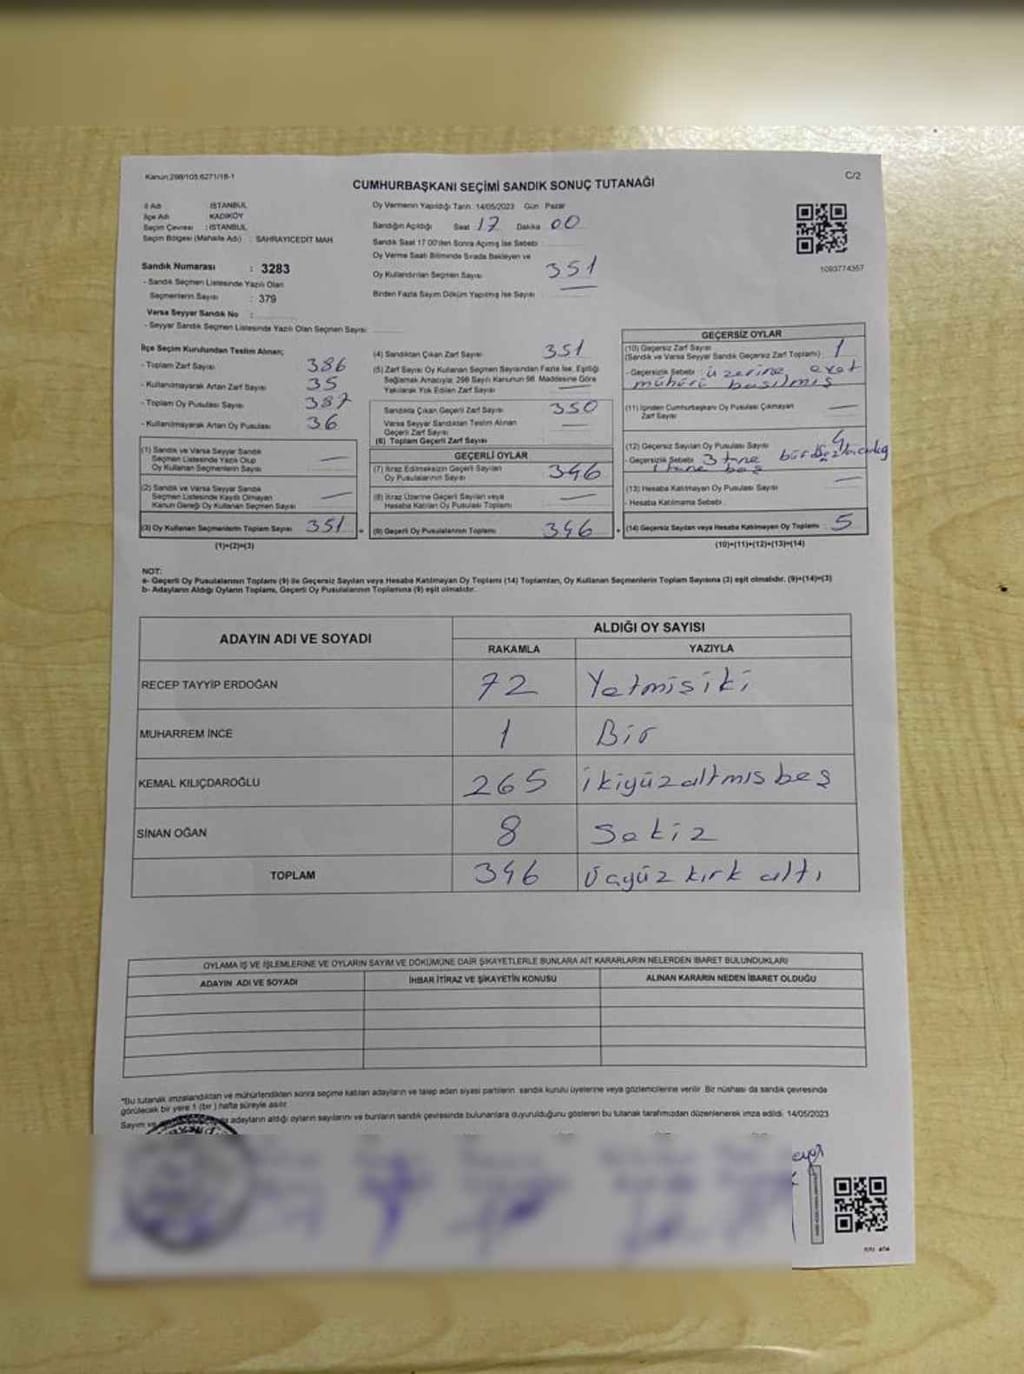 Kanun:298/105.6271/18-1
CUMHURBAŞKANI SEÇİMİ SANDIK SONUÇ TUTANAĞI
C/2
İl Adı : İSTANBUL
İlçe Adı : KADIKÖY
Seçim Çevresi : İSTANBUL
Seçim Bölgesi (Mahalle Adı) : SAHRAYICEDİT MAH
Sandık Numarası : 3283
- Sandık Seçmen Listesinde Yazılı Olan
Seçmenlerin Sayısı : 379
Varsa Seyyar Sandık No :
- Seyyar Sandık Seçmen Listesinde Yazılı Olan Seçmen Sayısı
Oy Vermenin Yapıldığı Tarih: 14/05/2023 Gün : Pazar
Sandığın Açıldığı Saat 17 Dakika 00
Sandık Saat 17:00'den Sonra Açılmış İse Sebebi
Oy Verme Saati Bitiminde Sırada Bekleyen ve
Oy Kullandırılan Seçmen Sayısı 351
Birden Fazla Sayım Döküm Yapılmış İse Sayısı
1093774357
İlçe Seçim Kurulundan Teslim Alınan;
- Toplam Zarf Sayısı 386
- Kullanılmayarak Artan Zarf Sayısı 35
- Toplam Oy Pusulası Sayısı 387
- Kullanılmayarak Artan Oy Pusulası 36
(1) Sandık ve Varsa Seyyar Sandık
Seçmen Listesinde Yazılı Olup
Oy Kullanan Seçmenlerin Sayısı —
(2) Sandık ve Varsa Seyyar Sandık
Seçmen Listesinde Kayıtlı Olmayan
Kanun Gereği Oy Kullanan Seçmen Sayısı —
(3) Oy Kullanan Seçmenlerin Toplam Sayısı 351
(1)+(2)=(3)
(4) Sandıktan Çıkan Zarf Sayısı 351
(5) Zarf Sayısı Oy Kullanan Seçmen Sayısından Fazla İse, Eşitliği
Sağlamak Amacıyla; 298 Sayılı Kanunun 98. Maddesine Göre
Yakılarak Yok Edilen Zarf Sayısı —
Sandıkta Çıkan Geçerli Zarf Sayısı 350
Varsa Seyyar Sandıktan Teslim Alınan
Geçerli Zarf Sayısı —
(6) Toplam Geçerli Zarf Sayısı
GEÇERLİ OYLAR
(7) İtiraz Edilmeksizin Geçerli Sayılan
Oy Pusulalarının Sayısı 346
(8) İtiraz Üzerine Geçerli Sayılan veya
Hesaba Katılan Oy Pusulaları Toplamı —
(9) Geçerli Oy Pusulalarının Toplamı 346
GEÇERSİZ OYLAR
(10) Geçersiz Zarf Sayısı
(Sandık ve Varsa Seyyar Sandık Geçersiz Zarf Toplamı) 1
- Geçersizlik Sebebi : üzerine evet
mühürü basılmış
(11) İçinden Cumhurbaşkanı Oy Pusulası Çıkmayan
Zarf Sayısı —
(12) Geçersiz Sayılan Oy Pusulası Sayısı 4
- Geçersizlik Sebebi 3 tane
1 tane boş
(13) Hesaba Katılmayan Oy Pusulası Sayısı —
- Hesaba Katılmama Sebebi :
(14) Geçersiz Sayılan veya Hesaba Katılmayan Oy Toplamı 5
(10)+(11)+(12)+(13)=(14)
NOT:
a- Geçerli Oy Pusulalarının Toplamı (9) ile Geçersiz Sayılan veya Hesaba Katılmayan Oy Toplamı (14) Toplamları, Oy Kullanan Seçmenlerin Toplam Sayısına (3) eşit olmalıdır. (9)+(14)=(3)
b- Adayların Aldığı Oyların Toplamı, Geçerli Oy Pusulalarının Toplamına (9) eşit olmalıdır.
ADAYIN ADI VE SOYADI
ALDIĞI OY SAYISI
RAKAMLA YAZIYLA
RECEP TAYYİP ERDOĞAN 72 Yetmişiki
MUHARREM İNCE 1 Bir
KEMAL KILIÇDAROĞLU 265 ikiyüzaltmışbeş
SİNAN OĞAN 8 Sekiz
TOPLAM 346 Üçyüz kırk altı
OYLAMA İŞ VE İŞLEMLERİNE VE OYLARIN SAYIM VE DÖKÜMÜNE DAİR ŞİKAYETLERLE BUNLARA AİT KARARLARIN NELERDEN İBARET BULUNDUKLARI
ADAYIN ADI VE SOYADI
İHBAR İTİRAZ VE ŞİKAYETİN KONUSU
ALINAN KARARIN NEDEN İBARET OLDUĞU
*Bu tutanak imzalandıktan ve mühürlendikten sonra seçime katılan adayların ve talep eden siyasi partilerin sandık kurulu üyelerine veya gözlemcilerine verilir. Bir nüshası da sandık çevresinde
görülecek bir yere 1 (bir) hafta süreyle asılır.
Sayım ve adayların aldığı oyların sayılarını ve bunların sandık çevresinde bulunanlara duyurulduğunu gösteren bu tutanak tarafımızdan düzenlenerek imza edildi. 14/05/2023